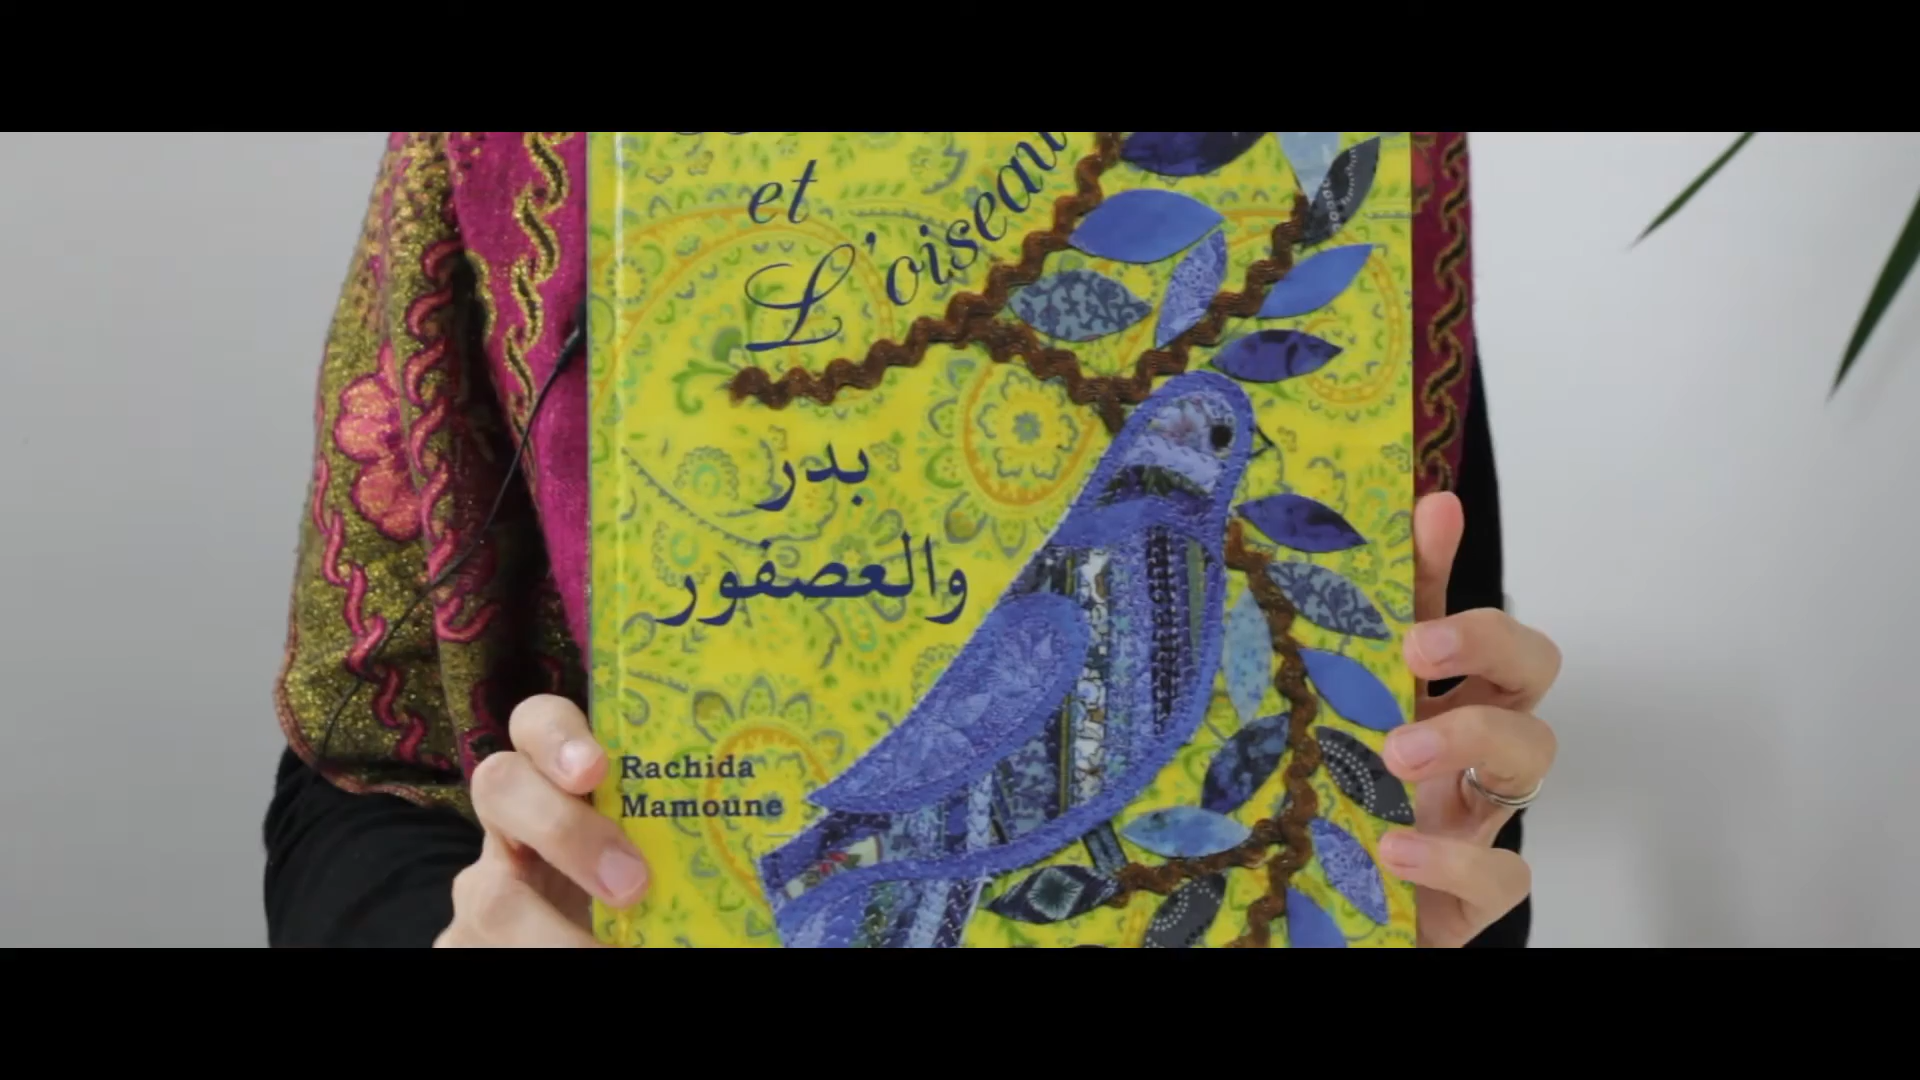 et
L'oiseau
بدر
والعصفور
Rachida
Mamoune